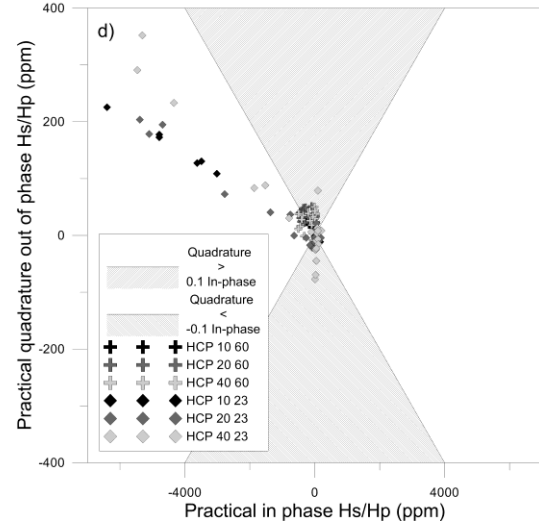 d)
400
200
0
-200
-400
Practical quadrature out of phase Hs/Hp (ppm)
Quadrature
>
0.1 In-phase
Quadrature
<
-0.1 In-phase
HCP 10 60
HCP 20 60
HCP 40 60
HCP 10 23
HCP 20 23
HCP 40 23
-4000 0 4000
Practical in phase Hs/Hp (ppm)